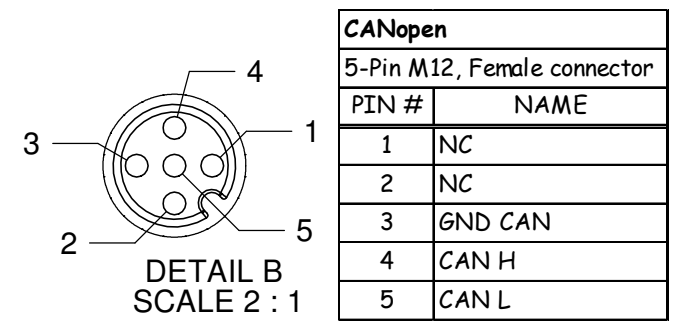 4
3
1
2
5
DETAIL B
SCALE 2 : 1
CANopen
5-Pin M12, Female connector
PIN # NAME
1 NC
2 NC
3 GND CAN
4 CAN H
5 CAN L